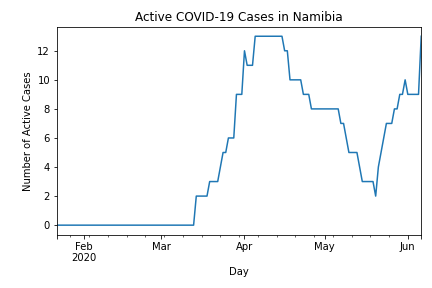 Active COVID-19 Cases in Namibia
Number of Active Cases
12
10
8
6
4
2
0
Feb
2020
Mar
Apr
May
Jun
Day